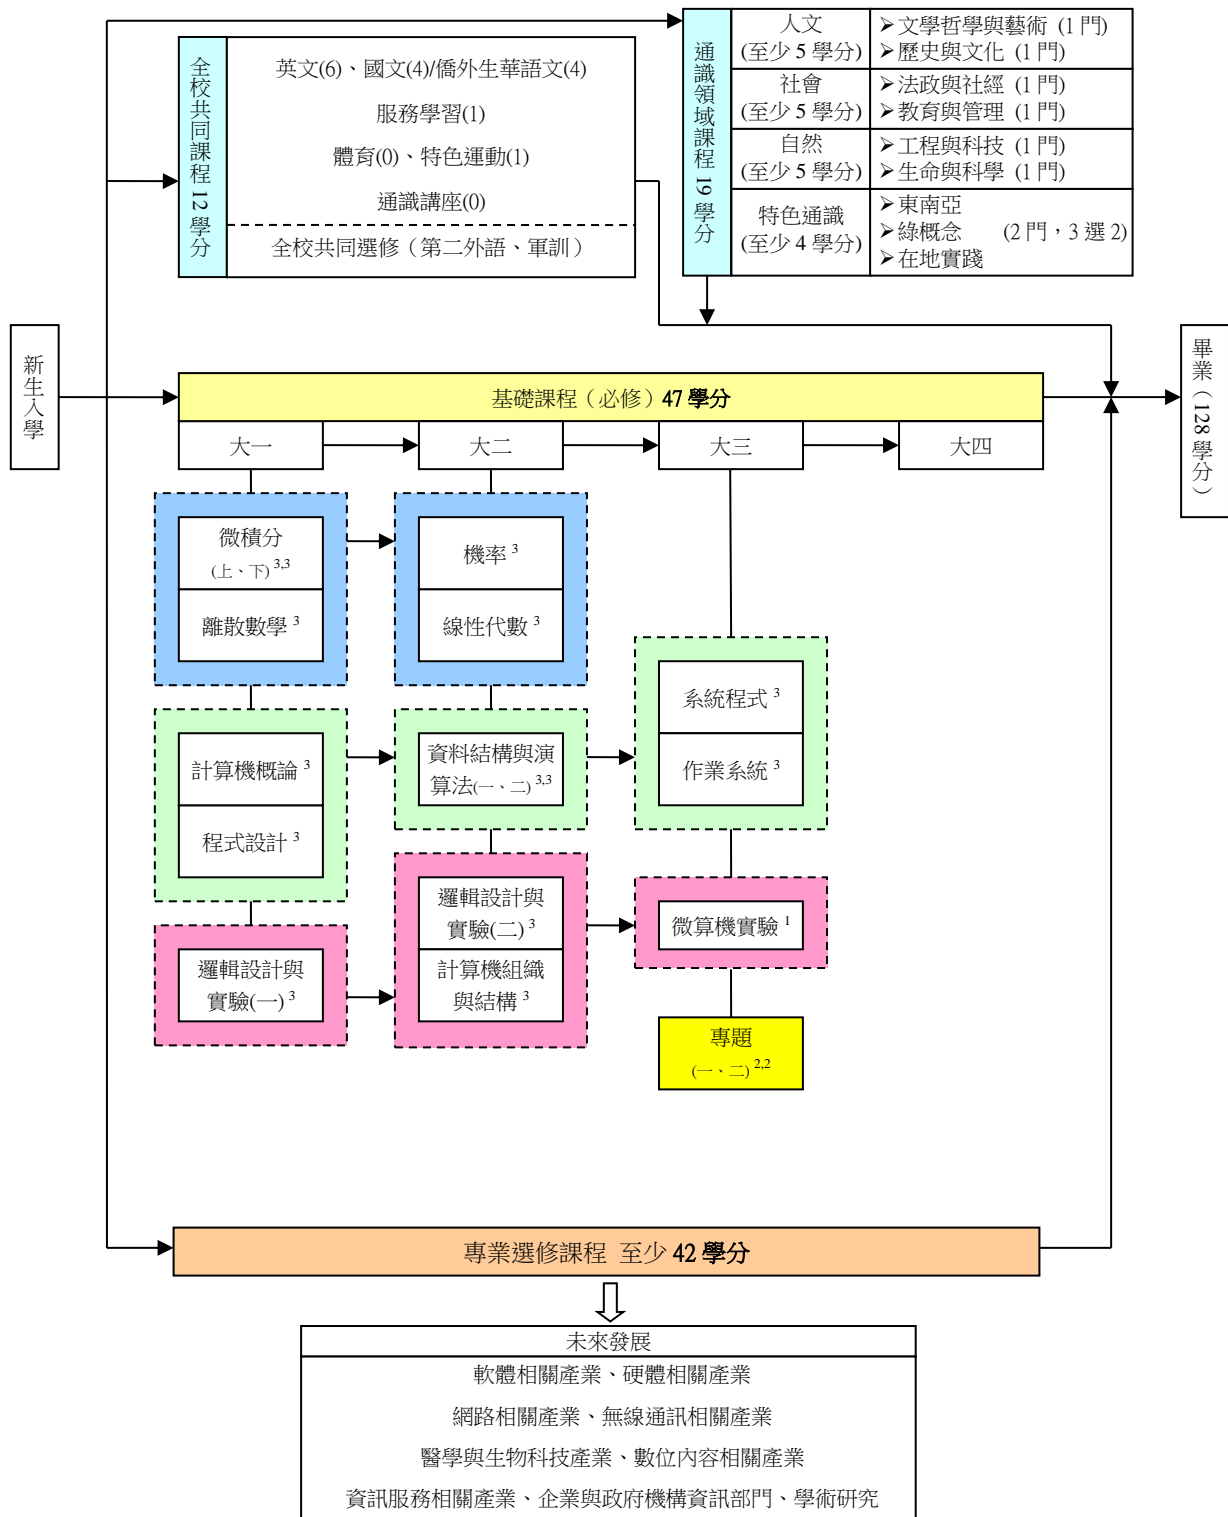 全校共同課程 12 學分
英文(6)、國文(4)/僑外生華語文(4)
服務學習(1)
體育(0)、特色運動(1)
通識講座(0)
全校共同選修（第二外語、軍訓）
通識領域課程 19 學分
人文
(至少 5 學分)
➢文學哲學與藝術 (1 門)
➢歷史與文化 (1 門)
社會
(至少 5 學分)
➢法政與社經 (1 門)
➢教育與管理 (1 門)
自然
(至少 5 學分)
➢工程與科技 (1 門)
➢生命與科學 (1 門)
特色通識
(至少 4 學分)
➢東南亞
➢綠概念 (2 門，3 選 2)
➢在地實踐
新生入學
畢業（128 學分）
基礎課程（必修）47 學分
大一
大二
大三
大四
微積分
(上、下) 3,3
離散數學 3
機率 3
線性代數 3
計算機概論 3
程式設計 3
資料結構與演
算法(一、二) 3,3
系統程式 3
作業系統 3
邏輯設計與
實驗(一) 3
邏輯設計與
實驗(二) 3
計算機組織
與結構 3
微算機實驗 1
專題
(一、二) 2,2
專業選修課程 至少 42 學分
未來發展
軟體相關產業、硬體相關產業
網路相關產業、無線通訊相關產業
醫學與生物科技產業、數位內容相關產業
資訊服務相關產業、企業與政府機構資訊部門、學術研究